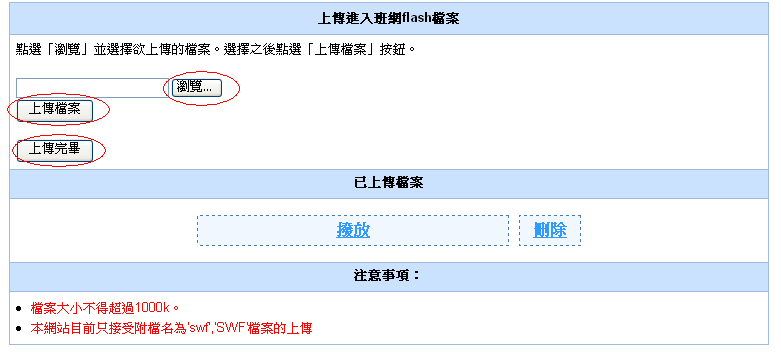 上傳進入班網flash檔案
點選「瀏覽」並選擇欲上傳的檔案。選擇之後點選「上傳檔案」按鈕。
瀏覽...
上傳檔案
上傳完畢
已上傳檔案
撥放 刪除
注意事項：
檔案大小不得超過1000k。
本網站目前只接受附檔名為'swf','SWF'檔案的上傳